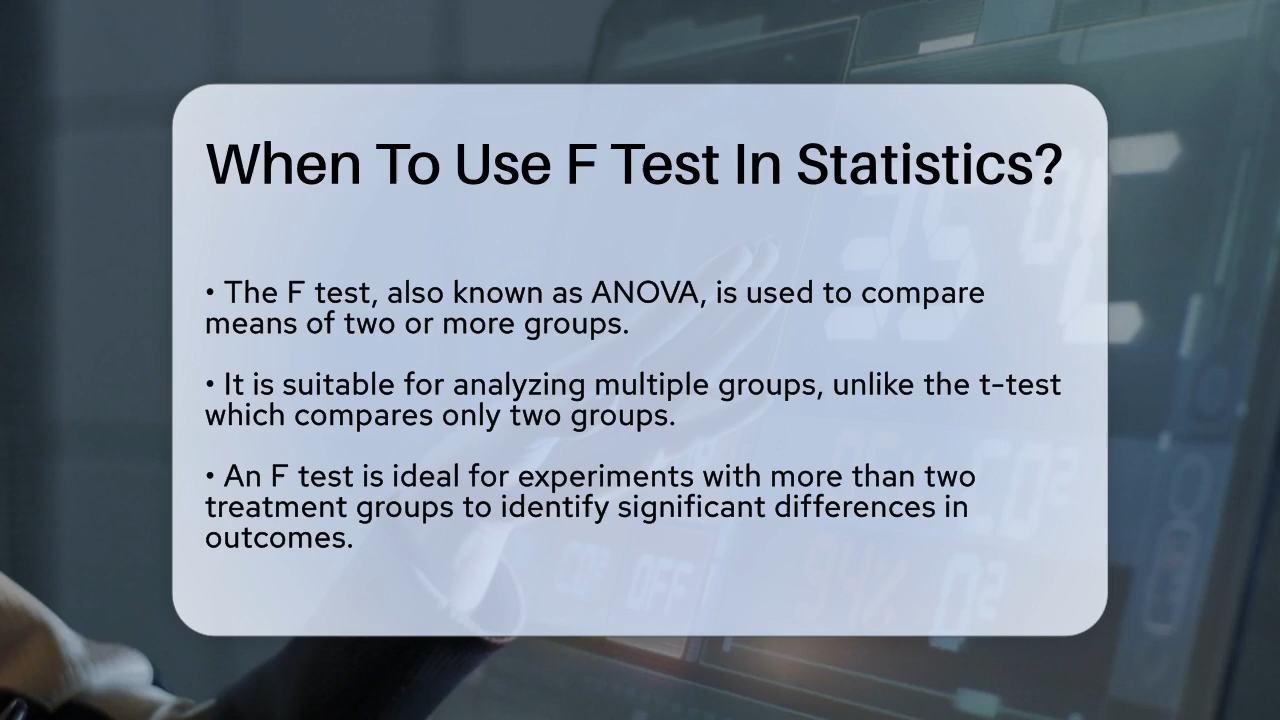 When To Use F Test In Statistics?
• The F test, also known as ANOVA, is used to compare
means of two or more groups.
• It is suitable for analyzing multiple groups, unlike the t-test
which compares only two groups.
• An F test is ideal for experiments with more than two
treatment groups to identify significant differences in
outcomes.
OFF